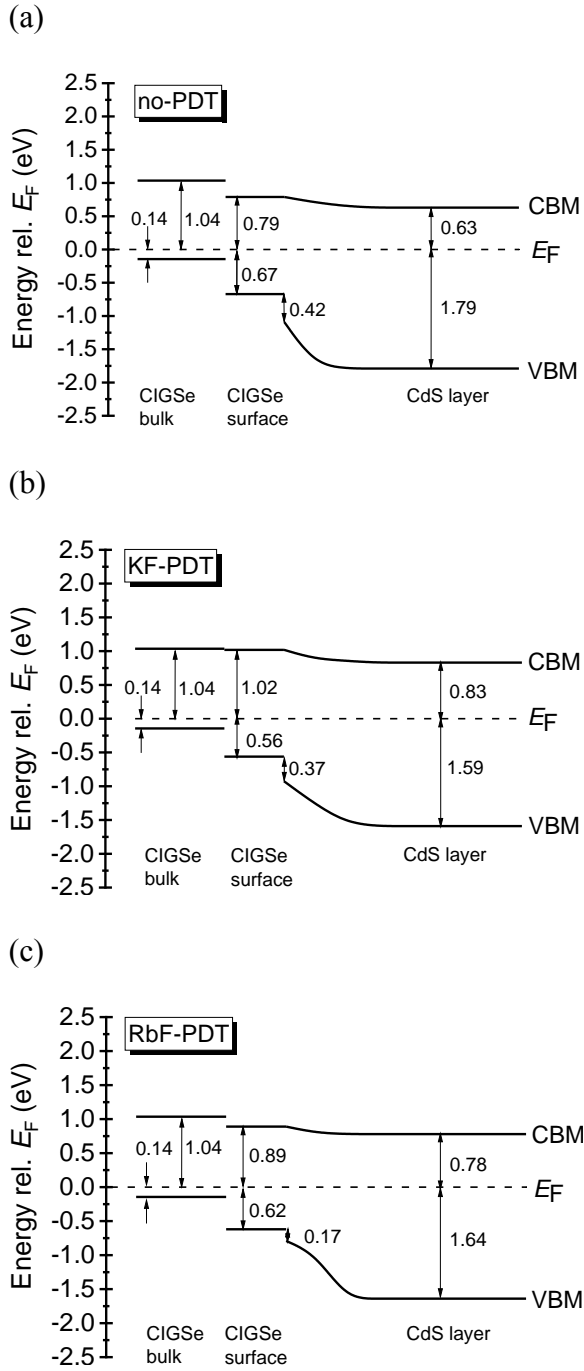 (a)
no-PDT
Energy rel. E_F (eV)
2.5
2.0
1.5
1.0
0.5
0.0
-0.5
-1.0
-1.5
-2.0
-2.5
0.14
1.04
0.79
0.67
0.42
0.63
1.79
CBM
E_F
VBM
CIGSe bulk
CIGSe surface
CdS layer
(b)
KF-PDT
Energy rel. E_F (eV)
2.5
2.0
1.5
1.0
0.5
0.0
-0.5
-1.0
-1.5
-2.0
-2.5
0.14
1.04
1.02
0.56
0.37
0.83
1.59
CBM
E_F
VBM
CIGSe bulk
CIGSe surface
CdS layer
(c)
RbF-PDT
Energy rel. E_F (eV)
2.5
2.0
1.5
1.0
0.5
0.0
-0.5
-1.0
-1.5
-2.0
-2.5
0.14
1.04
0.89
0.62
0.17
0.78
1.64
CBM
E_F
VBM
CIGSe bulk
CIGSe surface
CdS layer